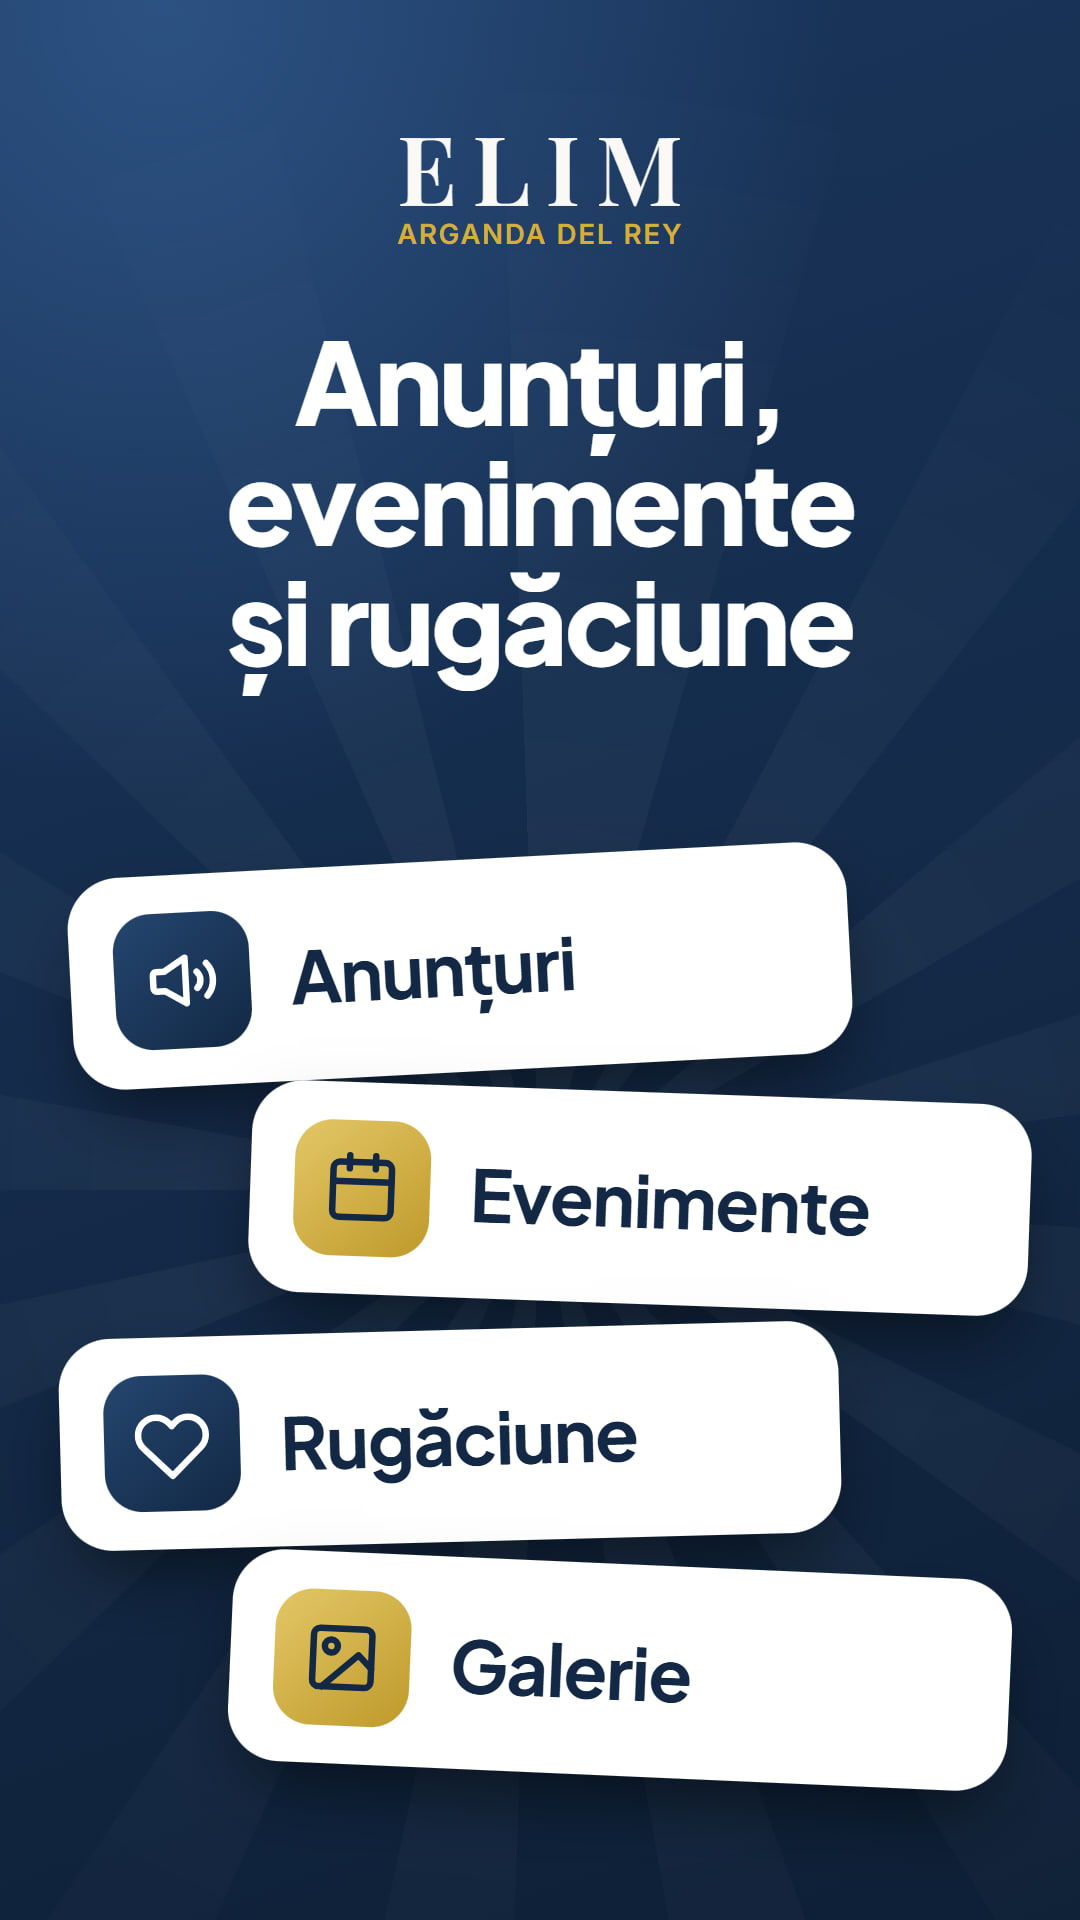 ELIM
ARGANDA DEL REY
Anunțuri,
evenimente
și rugăciune
Anunțuri
Evenimente
Rugăciune
Galerie